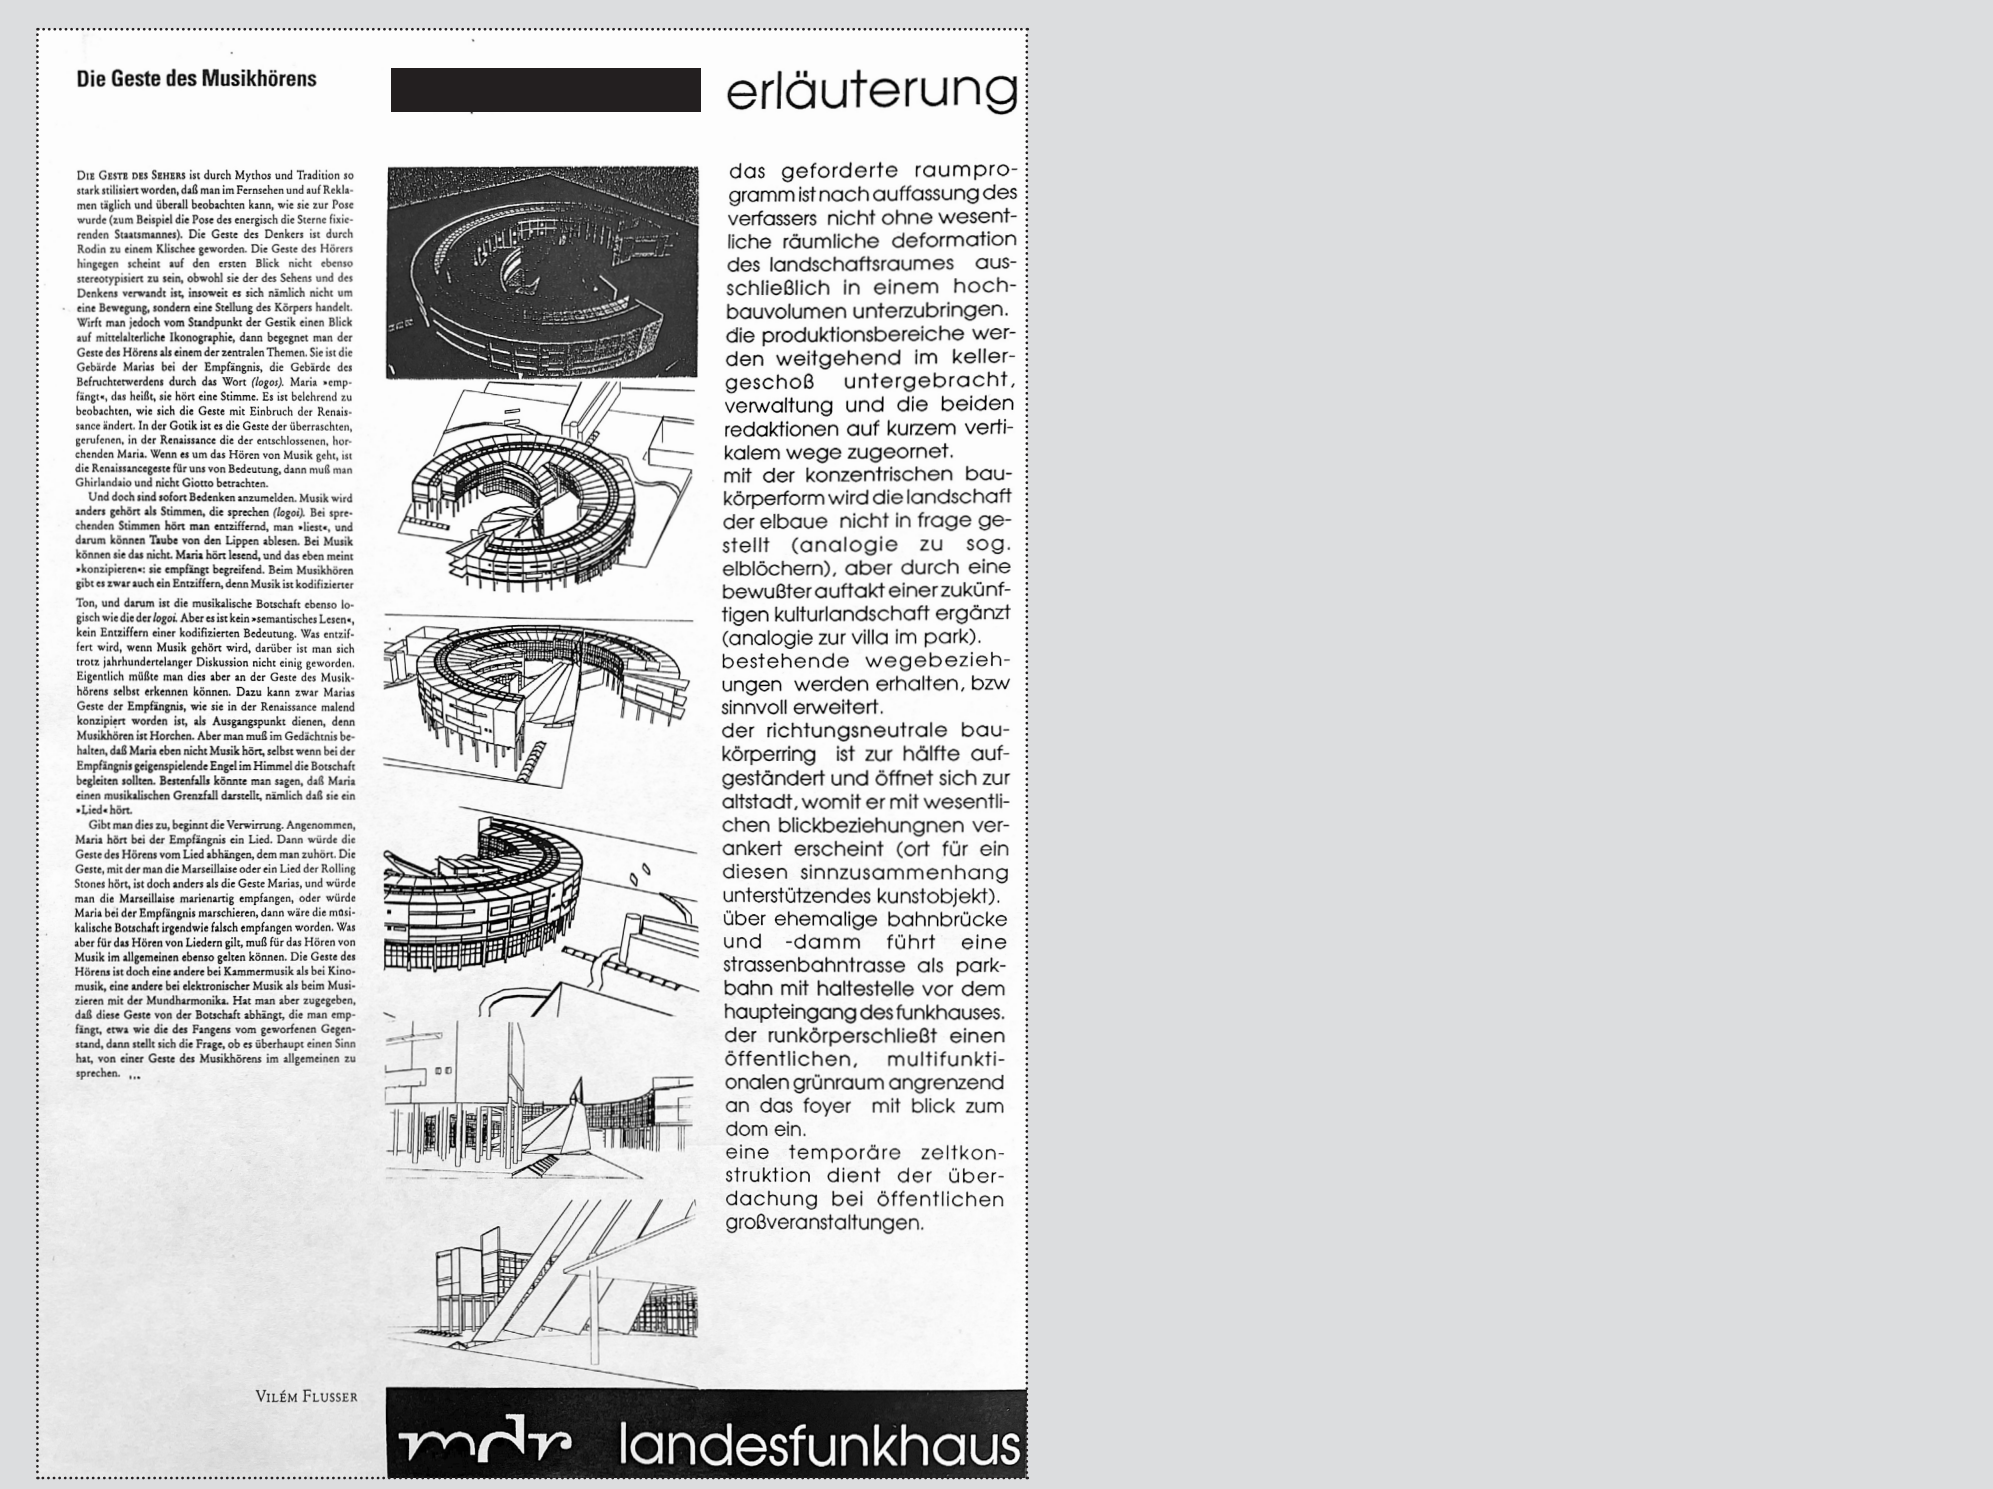 Die Geste des Musikhörens
DIE GESTE DES SEHERS ist durch Mythos und Tradition so
stark stilisiert worden, daß man im Fernsehen und auf Rekla-
men täglich und überall beobachten kann, wie sie zur Pose
wurde (zum Beispiel die Pose des energisch die Sterne fixie-
renden Staatsmannes). Die Geste des Denkers ist durch
Rodin zu einem Klischee geworden. Die Geste des Hörers
hingegen scheint auf den ersten Blick nicht ebenso
stereotypisiert zu sein, obwohl sie der des Sehens und des
Denkens verwandt ist, insoweit es sich nämlich nicht um
eine Bewegung, sondern eine Stellung des Körpers handelt.
Wirft man jedoch vom Standpunkt der Gestik einen Blick
auf mittelalterliche Ikonographie, dann begegnet man der
Geste des Hörens als einem der zentralen Themen. Sie ist die
Gebärde Marias bei der Empfängnis, die Gebärde des
Befruchtetwerdens durch das Wort (logos). Maria »emp-
fängt«, das heißt, sie hört eine Stimme. Es ist belehrend zu
beobachten, wie sich die Geste mit Einbruch der Renais-
sance ändert. In der Gotik ist es die Geste der überraschten,
gerufenen, in der Renaissance die der entschlossenen, hor-
chenden Maria. Wenn es um das Hören von Musik geht, ist
die Renaissancegeste für uns von Bedeutung, dann muß man
Ghirlandaio und nicht Giotto betrachten.
Und doch sind sofort Bedenken anzumelden. Musik wird
anders gehört als Stimmen, die sprechen (logoi). Bei spre-
chenden Stimmen hört man entziffernd, man »liest«, und
darum können Taube von den Lippen ablesen. Bei Musik
können sie das nicht. Maria hört lesend, und das eben meint
»konzipieren«: sie empfängt begreifend. Beim Musikhören
gibt es zwar auch ein Entziffern, denn Musik ist kodifizierter
Ton, und darum ist die musikalische Botschaft ebenso lo-
gisch wie die der logoi. Aber es ist kein »semantisches Lesen«,
kein Entziffern einer kodifizierten Bedeutung. Was entzif-
fert wird, wenn Musik gehört wird, darüber ist man sich
trotz jahrhundertelanger Diskussion nicht einig geworden.
Eigentlich müßte man dies aber an der Geste des Musik-
hörens selbst erkennen können. Dazu kann zwar Marias
Geste der Empfängnis, wie sie in der Renaissance malend
konzipiert worden ist, als Ausgangspunkt dienen, denn
Musikhören ist Horchen. Aber man muß im Gedächtnis be-
halten, daß Maria eben nicht Musik hört, selbst wenn bei der
Empfängnis geigenspielende Engel im Himmel die Botschaft
begleiten sollten. Bestenfalls könnte man sagen, daß Maria
einen musikalischen Grenzfall darstellt, nämlich daß sie ein
»Lied« hört.
Gibt man dies zu, beginnt die Verwirrung. Angenommen,
Maria hört bei der Empfängnis ein Lied. Dann würde die
Geste des Hörens vom Lied abhängen, dem man zuhört. Die
Geste, mit der man die Marseillaise oder ein Lied der Rolling
Stones hört, ist doch anders als die Geste Marias, und würde
man die Marseillaise marienartig empfangen, oder würde
Maria bei der Empfängnis marschieren, dann wäre die musi-
kalische Botschaft irgendwie falsch empfangen worden. Was
aber für das Hören von Liedern gilt, muß für das Hören von
Musik im allgemeinen ebenso gelten können. Die Geste des
Hörens ist doch eine andere bei Kammermusik als bei Kino-
musik, eine andere bei elektronischer Musik als beim Musi-
zieren mit der Mundharmonika. Hat man aber zugegeben,
daß diese Geste von der Botschaft abhängt, die man emp-
fängt, etwa wie die des Fangens vom geworfenen Gegen-
stand, dann stellt sich die Frage, ob es überhaupt einen Sinn
hat, von einer Geste des Musikhörens im allgemeinen zu
sprechen. ...
VILÉM FLUSSER
erläuterung
das geforderte raumpro-
gramm ist nach auffassung des
verfassers nicht ohne wesent-
liche räumliche deformation
des landschaftsraumes aus-
schließlich in einem hoch-
bauvolumen unterzubringen.
die produktionsbereiche wer-
den weitgehend im keller-
geschoß untergebracht,
verwaltung und die beiden
redaktionen auf kurzem verti-
kalem wege zugeornet.
mit der konzentrischen bau-
körperform wird die landschaft
der elbaue nicht in frage ge-
stellt (analogie zu sog.
elblöchern), aber durch eine
bewußter auftakt einer zukünf-
tigen kulturlandschaft ergänzt
(analogie zur villa im park).
bestehende wegebezieh-
ungen werden erhalten, bzw
sinnvoll erweitert.
der richtungsneutrale bau-
körperring ist zur hälfte auf-
geständert und öffnet sich zur
altstadt, womit er mit wesentli-
chen blickbeziehungnen ver-
ankert erscheint (ort für ein
diesen sinnzusammenhang
unterstützendes kunstobjekt).
über ehemalige bahnbrücke
und -damm führt eine
strassenbahntrasse als park-
bahn mit haltestelle vor dem
haupteingang des funkhauses.
der runkörperschließt einen
öffentlichen, multifunkti-
onalen grünraum angrenzend
an das foyer mit blick zum
dom ein.
eine temporäre zeltkon-
struktion dient der über-
dachung bei öffentlichen
großveranstaltungen.
mdr landesfunkhaus